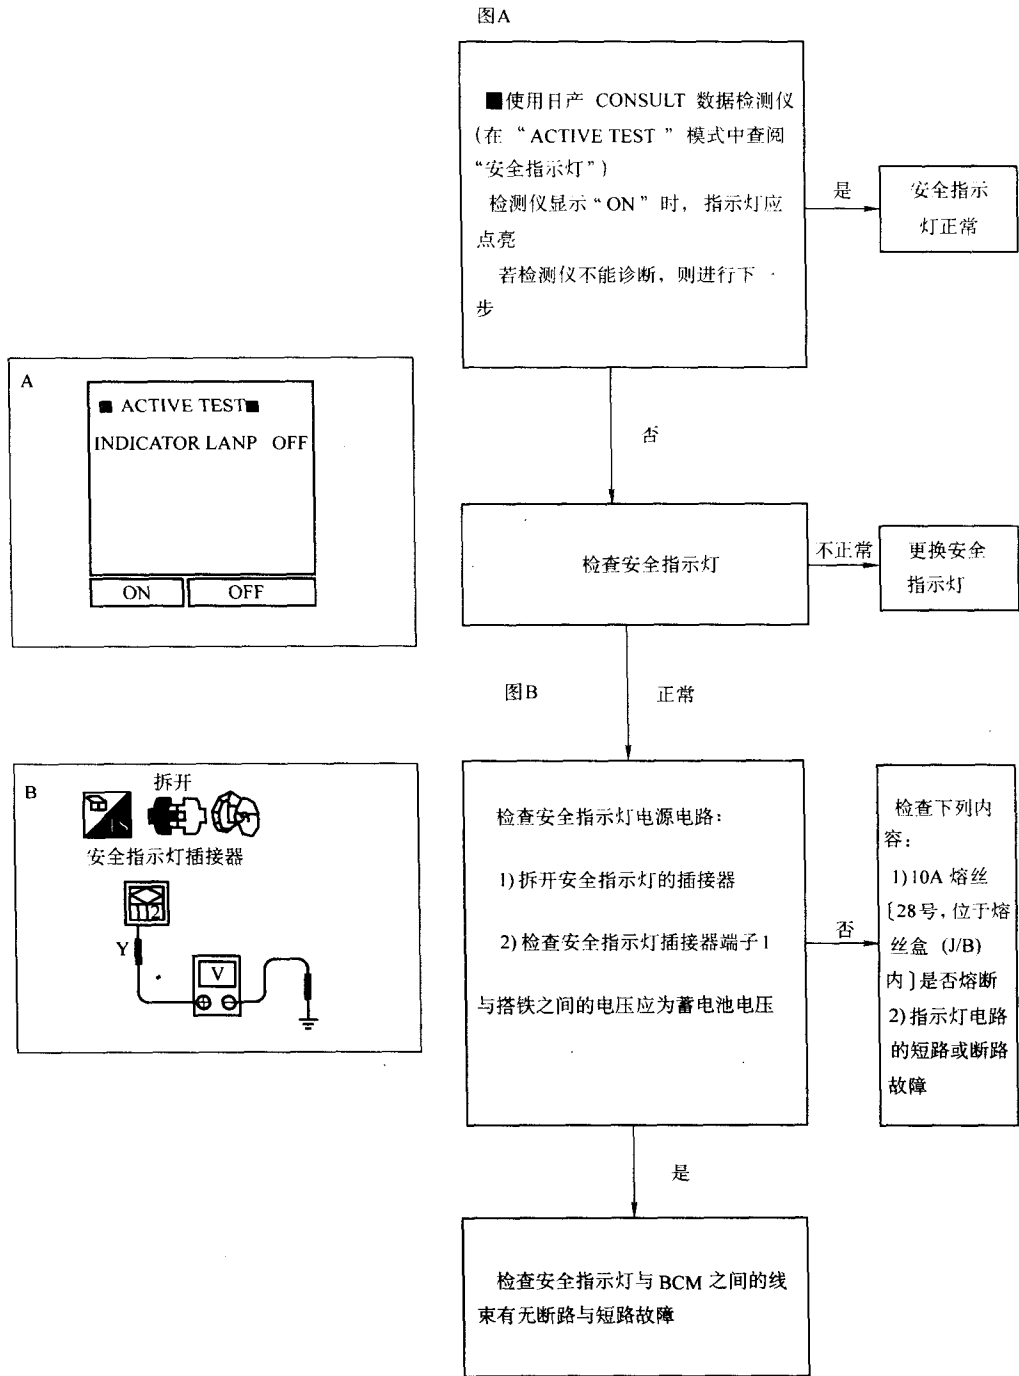 图A
■使用日产 CONSULT 数据检测仪
(在“ACTIVE TEST”模式中查阅
“安全指示灯”)
检测仪显示“ON”时，指示灯应
点亮
若检测仪不能诊断，则进行下一
步
是
安全指示
灯正常
否
A
■ ACTIVE TEST■
INDICATOR LANP OFF
ON
OFF
检查安全指示灯
不正常
更换安全
指示灯
图B
正常
B
拆开
安全指示灯插接器
1 2
Y
V
检查安全指示灯电源电路：
1)拆开安全指示灯的插接器
2)检查安全指示灯插接器端子1
与搭铁之间的电压应为蓄电池电压
否
检查下列内
容：
1)10A 熔丝
[28号，位于熔
丝盒 (J/B)
内]是否熔断
2)指示灯电路
的短路或断路
故障
是
检查安全指示灯与 BCM 之间的线
束有无断路与短路故障